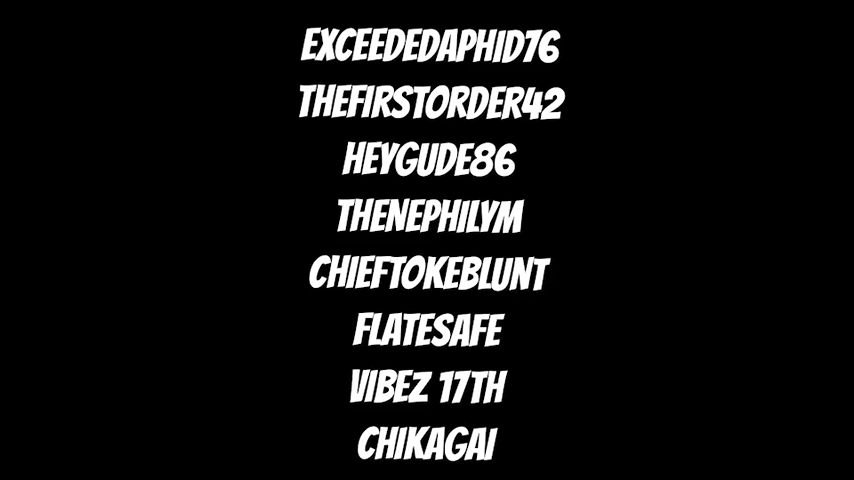 EXCEEDEDAPHID76
THEFIRSTORDER42
HEYGUDE86
THENEPHILYM
CHIEFTOKEBLUNT
FLATESAFE
VIBEZ 17TH
CHIKAGAI